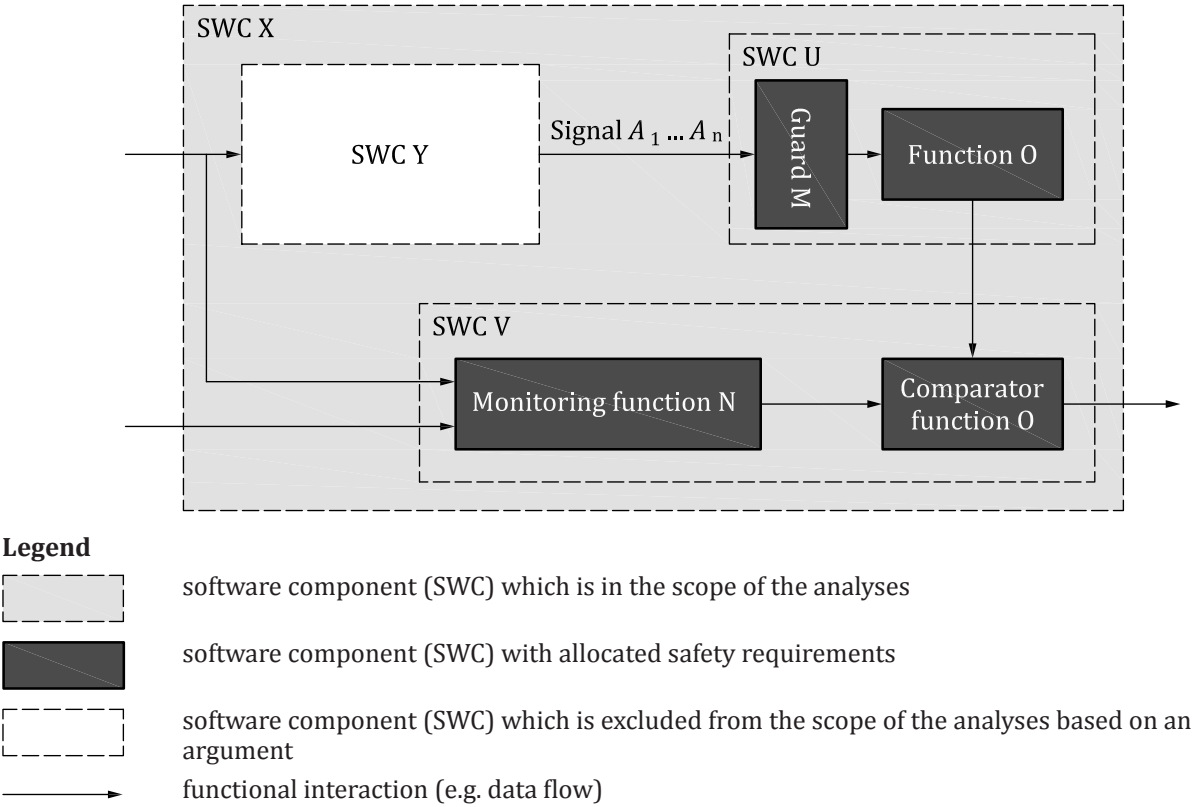 SWC X
SWC U
SWC Y
Signal A 1 ... A n
Guard M
Function O
SWC V
Monitoring function N
Comparator
function O
Legend
software component (SWC) which is in the scope of the analyses
software component (SWC) with allocated safety requirements
software component (SWC) which is excluded from the scope of the analyses based on an
argument
functional interaction (e.g. data flow)